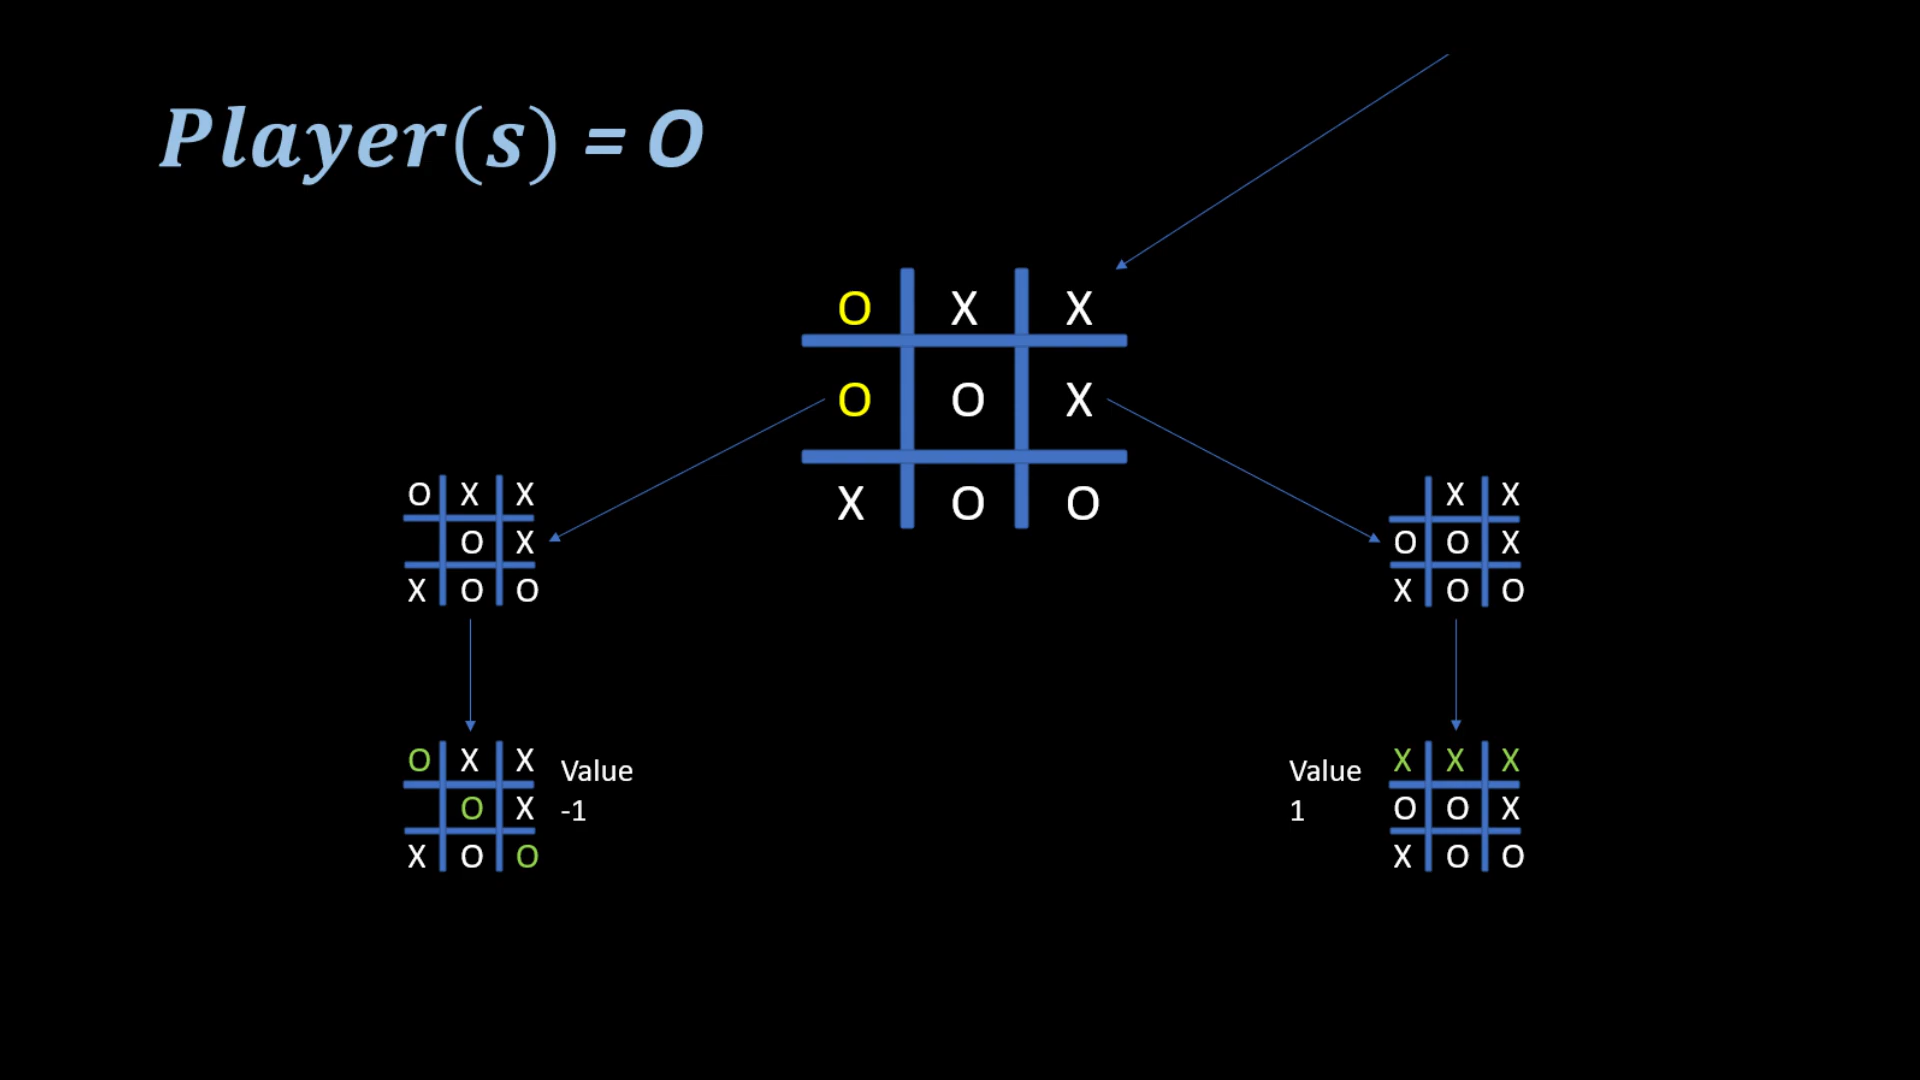 Player(s) = O
O X X
O O X
X O O
O X X
O X
X O O
X X
O O X
X O O
O X X
O X
X O O
Value
-1
Value
1
X X X
O O X
X O O